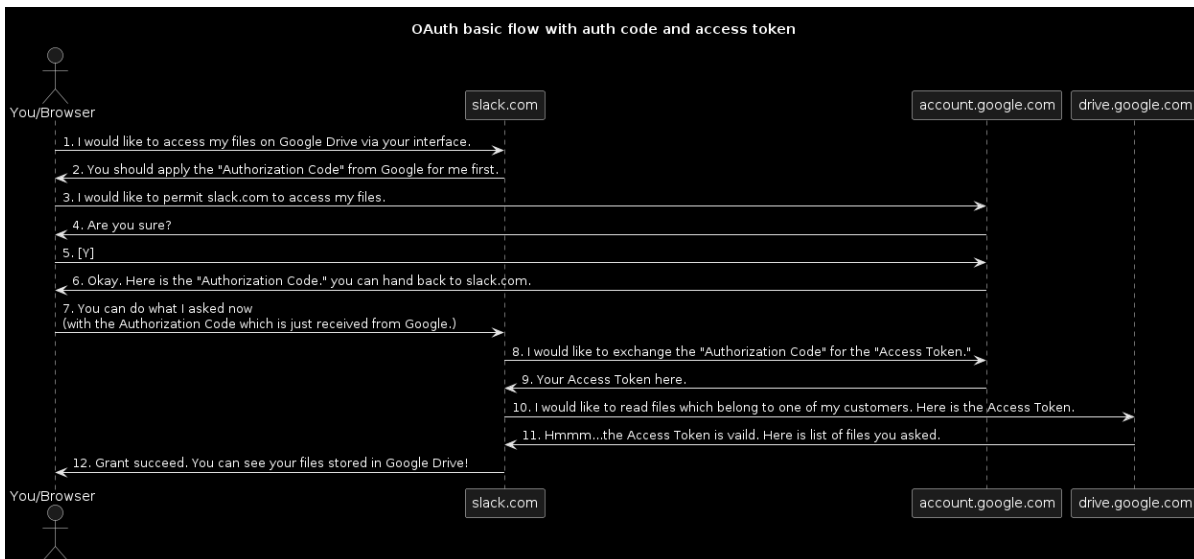 OAuth basic flow with auth code and access token
You/Browser
slack.com
account.google.com
drive.google.com
1. I would like to access my files on Google Drive via your interface.
2. You should apply the "Authorization Code" from Google for me first.
3. I would like to permit slack.com to access my files.
4. Are you sure?
5. [Y]
6. Okay. Here is the "Authorization Code." you can hand back to slack.com.
7. You can do what I asked now
(with the Authorization Code which is just received from Google.)
8. I would like to exchange the "Authorization Code" for the "Access Token."
9. Your Access Token here.
10. I would like to read files which belong to one of my customers. Here is the Access Token.
11. Hmmm...the Access Token is vaild. Here is list of files you asked.
12. Grant succeed. You can see your files stored in Google Drive!
You/Browser
slack.com
account.google.com
drive.google.com